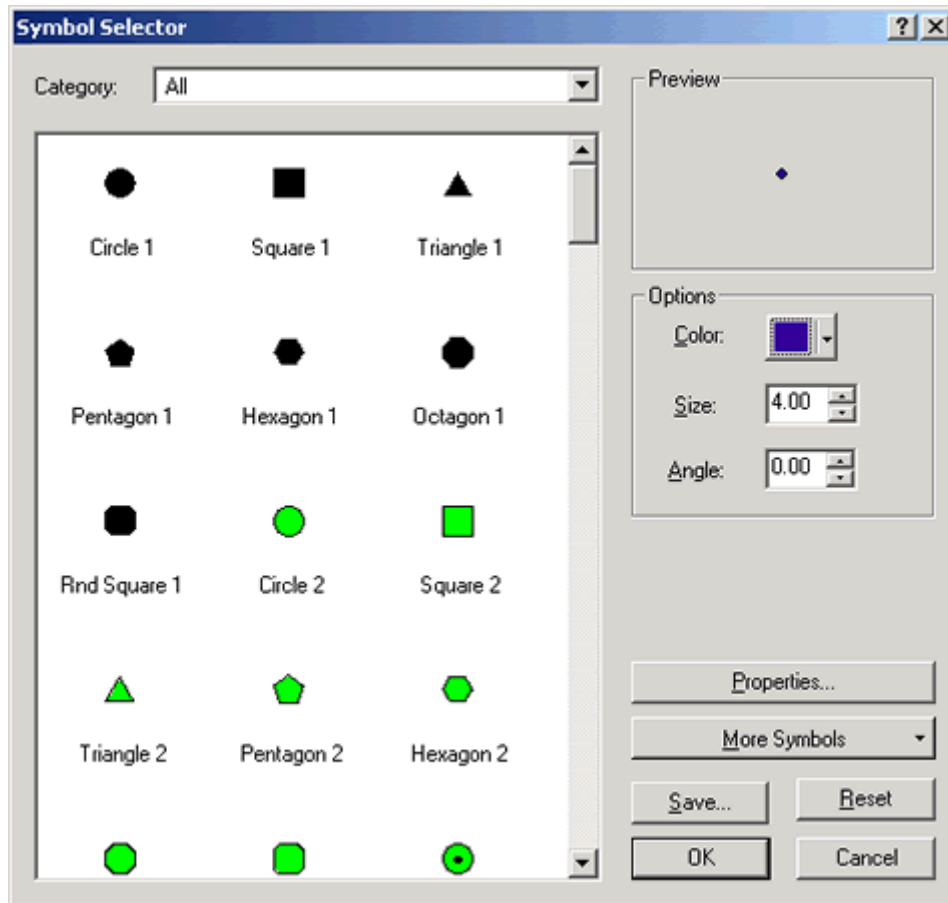 Symbol Selector
Category: All
Circle 1 Square 1 Triangle 1
Pentagon 1 Hexagon 1 Octagon 1
Rnd Square 1 Circle 2 Square 2
Triangle 2 Pentagon 2 Hexagon 2
Preview
Options
Color:
Size: 4.00
Angle: 0.00
Properties...
More Symbols
Save... Reset
OK Cancel